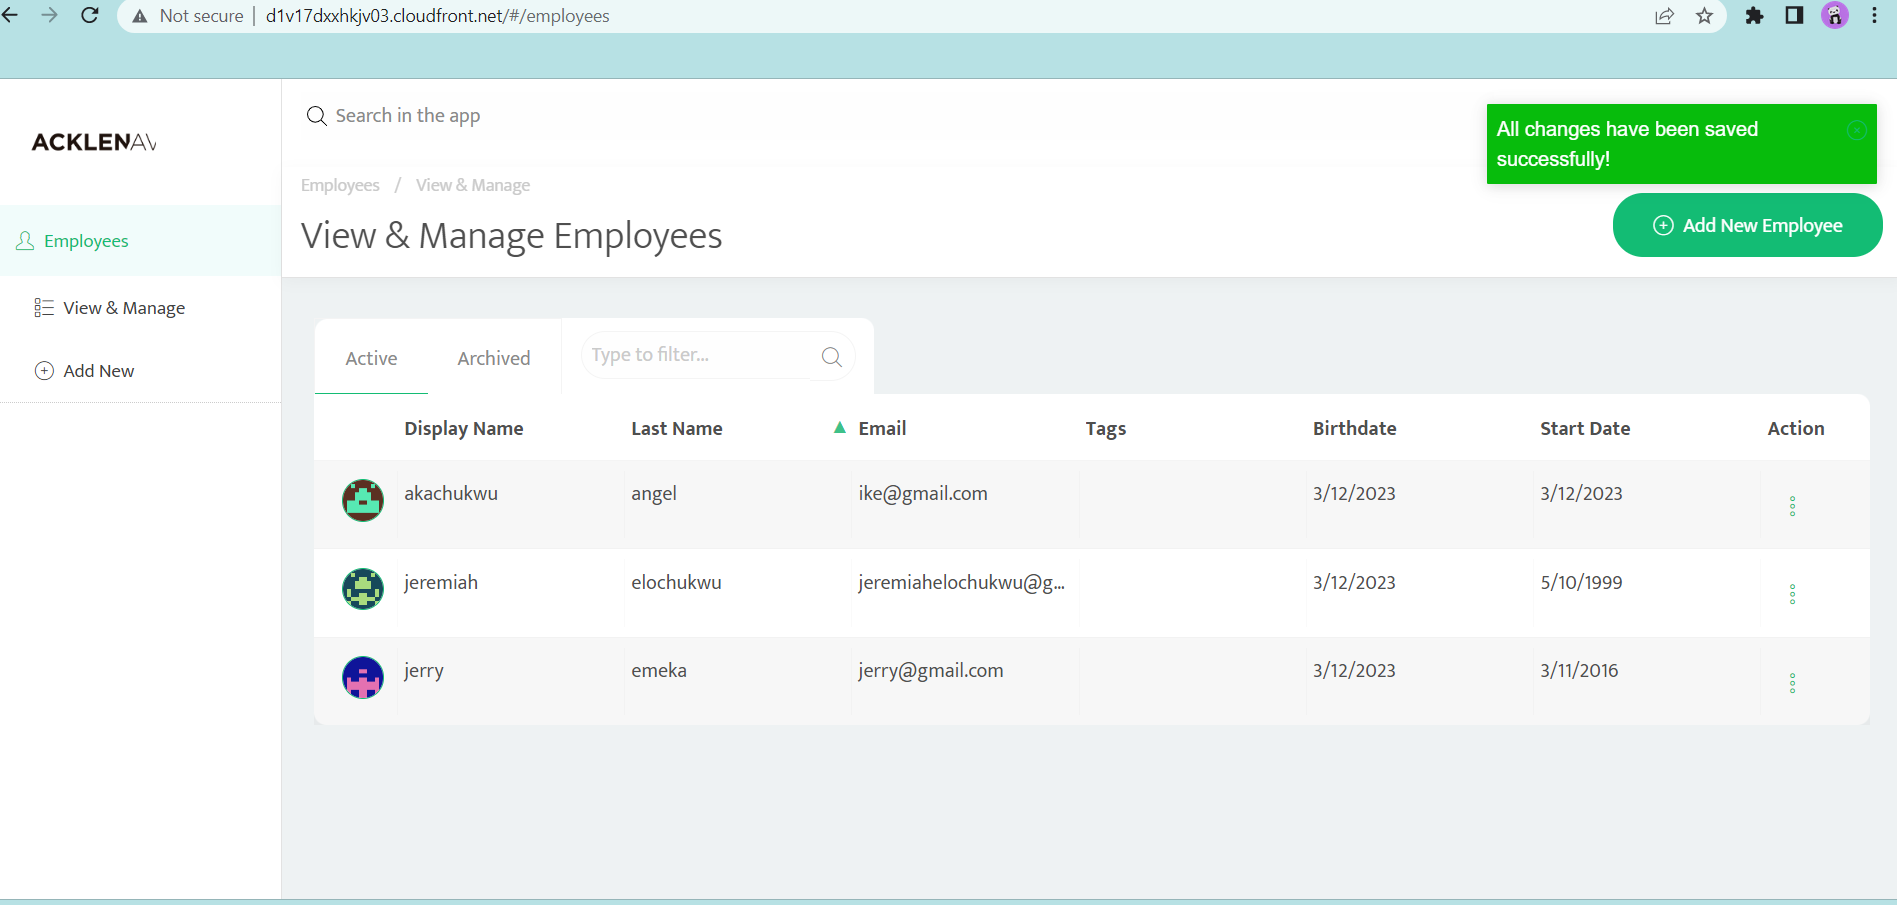 Not secure d1v17dxxhkjv03.cloudfront.net/#/employees
ACKLENAV
Search in the app
All changes have been saved
successfully!
Employees / View & Manage
View & Manage Employees
Add New Employee
Employees
View & Manage
Add New
Active Archived Type to filter...
Display Name Last Name ▲ Email Tags Birthdate Start Date Action
akachukwu angel ike@gmail.com 3/12/2023 3/12/2023
jeremiah elochukwu jeremiahelochukwu@g... 3/12/2023 5/10/1999
jerry emeka jerry@gmail.com 3/12/2023 3/11/2016